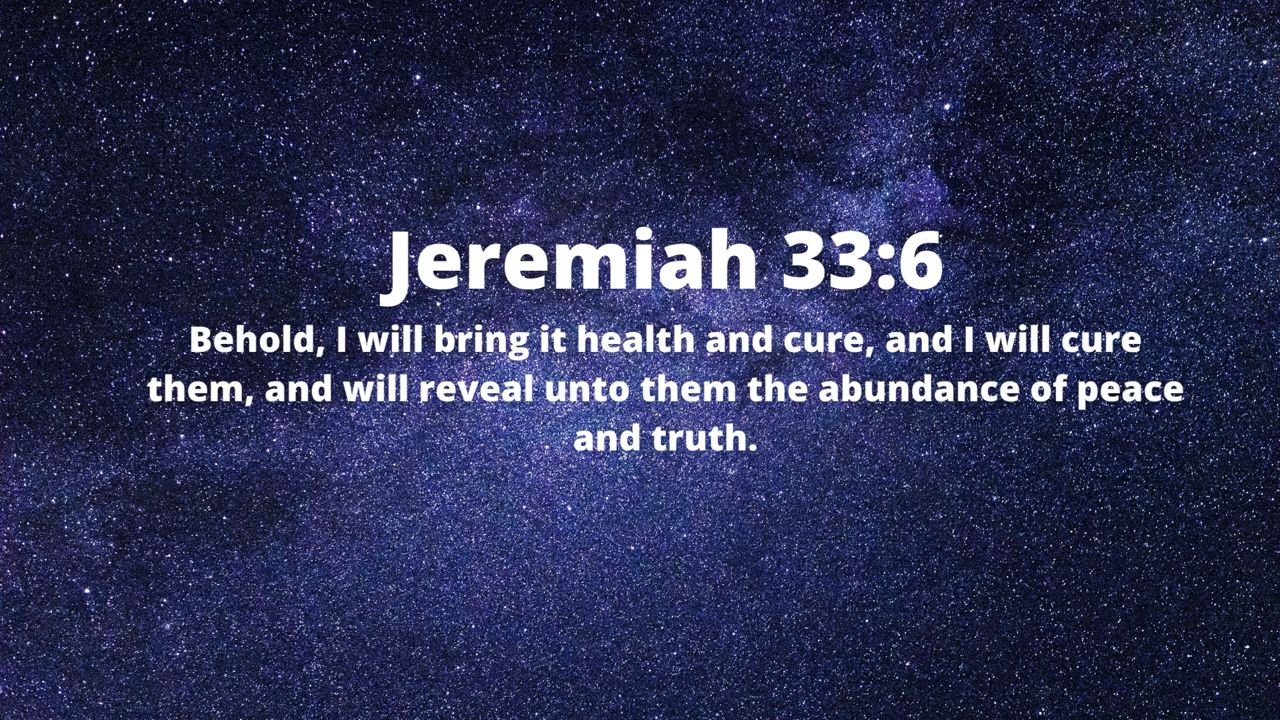 Jeremiah 33:6
Behold, I will bring it health and cure, and I will cure
them, and will reveal unto them the abundance of peace
and truth.